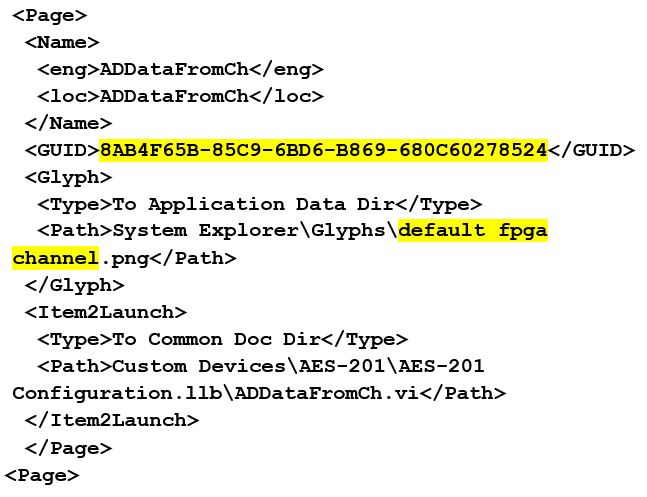 <Page>
<Name>
<eng>ADDataFromCh</eng>
<loc>ADDataFromCh</loc>
</Name>
<GUID>8AB4F65B-85C9-6BD6-B869-680C60278524</GUID>
<Glyph>
<Type>To Application Data Dir</Type>
<Path>System Explorer\Glyphs\default fpga
channel.png</Path>
</Glyph>
<Item2Launch>
<Type>To Common Doc Dir</Type>
<Path>Custom Devices\AES-201\AES-201
Configuration.llb\ADDataFromCh.vi</Path>
</Item2Launch>
</Page>
<Page>